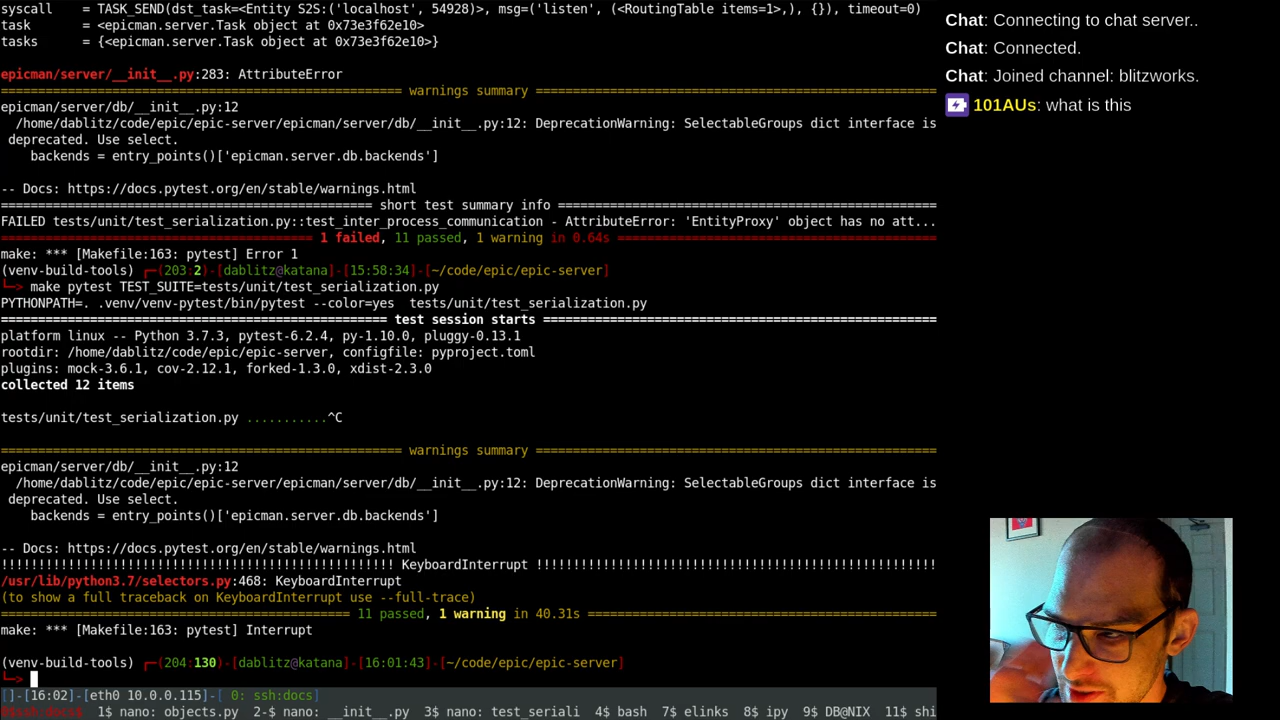 syscall     = TASK_SEND(dst_task=<Entity S2S:('localhost', 54928)>, msg=('listen', (<RoutingTable items=1>,), {}), timeout=0)
task        = <epicman.server.Task object at 0x73e3f62e10>
tasks       = {<epicman.server.Task object at 0x73e3f62e10>}
epicman/server/__init__.py:283: AttributeError
============================================ warnings summary ============================================
epicman/server/db/__init__.py:12
  /home/dablitz/code/epic/epic-server/epicman/server/db/__init__.py:12: DeprecationWarning: SelectableGroups dict interface is
 deprecated. Use select.
    backends = entry_points()['epicman.server.db.backends']
-- Docs: https://docs.pytest.org/en/stable/warnings.html
======================================== short test summary info ========================================
FAILED tests/unit/test_serialization.py::test_inter_process_communication - AttributeError: 'EntityProxy' object has no att...
================================ 1 failed, 11 passed, 1 warning in 0.64s ================================
make: *** [Makefile:163: pytest] Error 1
(venv-build-tools) ┌─(203:2)-[dablitz@katana]-[15:58:34]-[~/code/epic/epic-server]
└─> make pytest TEST_SUITE=tests/unit/test_serialization.py
PYTHONPATH=. .venv/venv-pytest/bin/pytest --color=yes  tests/unit/test_serialization.py
========================================== test session starts ==========================================
platform linux -- Python 3.7.3, pytest-6.2.4, py-1.10.0, pluggy-0.13.1
rootdir: /home/dablitz/code/epic/epic-server, configfile: pyproject.toml
plugins: mock-3.6.1, cov-2.12.1, forked-1.3.0, xdist-2.3.0
collected 12 items
tests/unit/test_serialization.py ...........^C
============================================ warnings summary ============================================
epicman/server/db/__init__.py:12
  /home/dablitz/code/epic/epic-server/epicman/server/db/__init__.py:12: DeprecationWarning: SelectableGroups dict interface is
 deprecated. Use select.
    backends = entry_points()['epicman.server.db.backends']
-- Docs: https://docs.pytest.org/en/stable/warnings.html
!!!!!!!!!!!!!!!!!!!!!!!!!!!!!!!!!!!!!!!!!!! KeyboardInterrupt !!!!!!!!!!!!!!!!!!!!!!!!!!!!!!!!!!!!!!!!!!!
/usr/lib/python3.7/selectors.py:468: KeyboardInterrupt
(to show a full traceback on KeyboardInterrupt use --full-trace)
===================================== 11 passed, 1 warning in 40.31s =====================================
make: *** [Makefile:163: pytest] Interrupt
(venv-build-tools) ┌─(204:130)-[dablitz@katana]-[16:01:43]-[~/code/epic/epic-server]
└─>
[]-[16:02]-[eth0 10.0.0.115]-[ 0: ssh:docs]
0$ssh:docs  1$ nano: objects.py  2-$ nano: __init__.py  3$ nano: test_seriali  4$ bash  7$ elinks  8$ ipy  9$ DB@NIX  11$ shi
Chat: Connecting to chat server..
Chat: Connected.
Chat: Joined channel: blitzworks.
101AUs: what is this